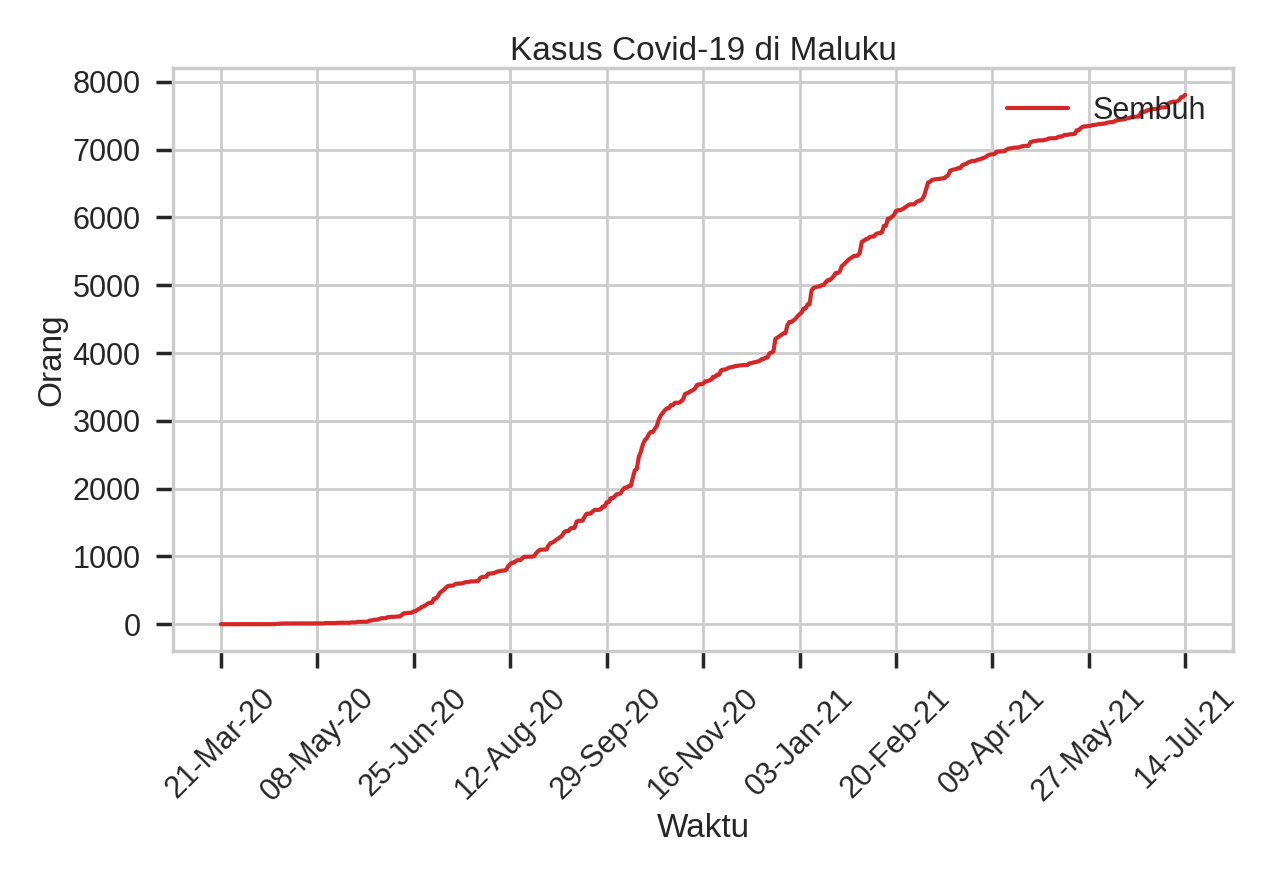 Kasus Covid-19 di Maluku
Sembuh
8000
7000
6000
5000
4000
3000
2000
1000
0
Orang
21-Mar-20
08-May-20
25-Jun-20
12-Aug-20
29-Sep-20
16-Nov-20
03-Jan-21
20-Feb-21
09-Apr-21
27-May-21
14-Jul-21
Waktu